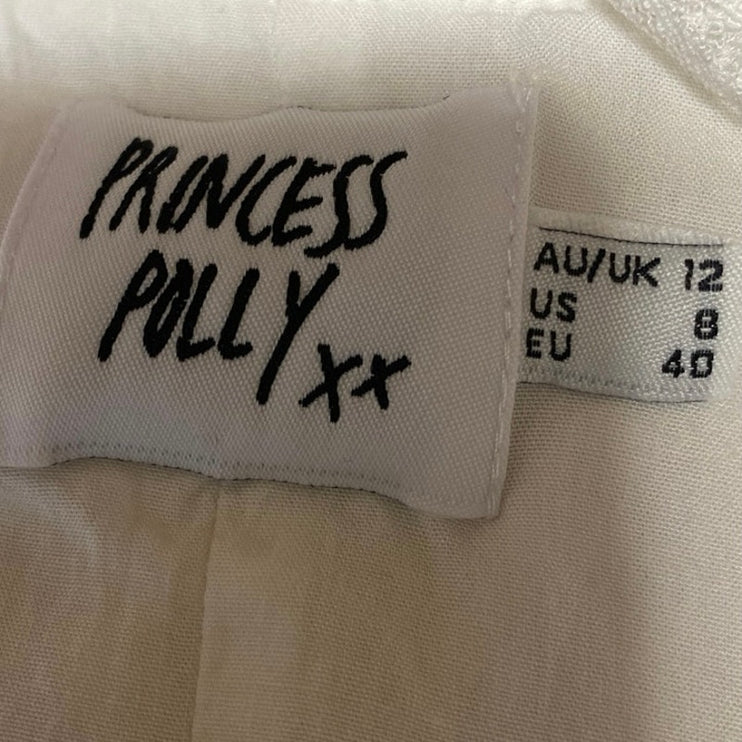 PRINCESS
POLLY xx
AU/UK 12
US 8
EU 40